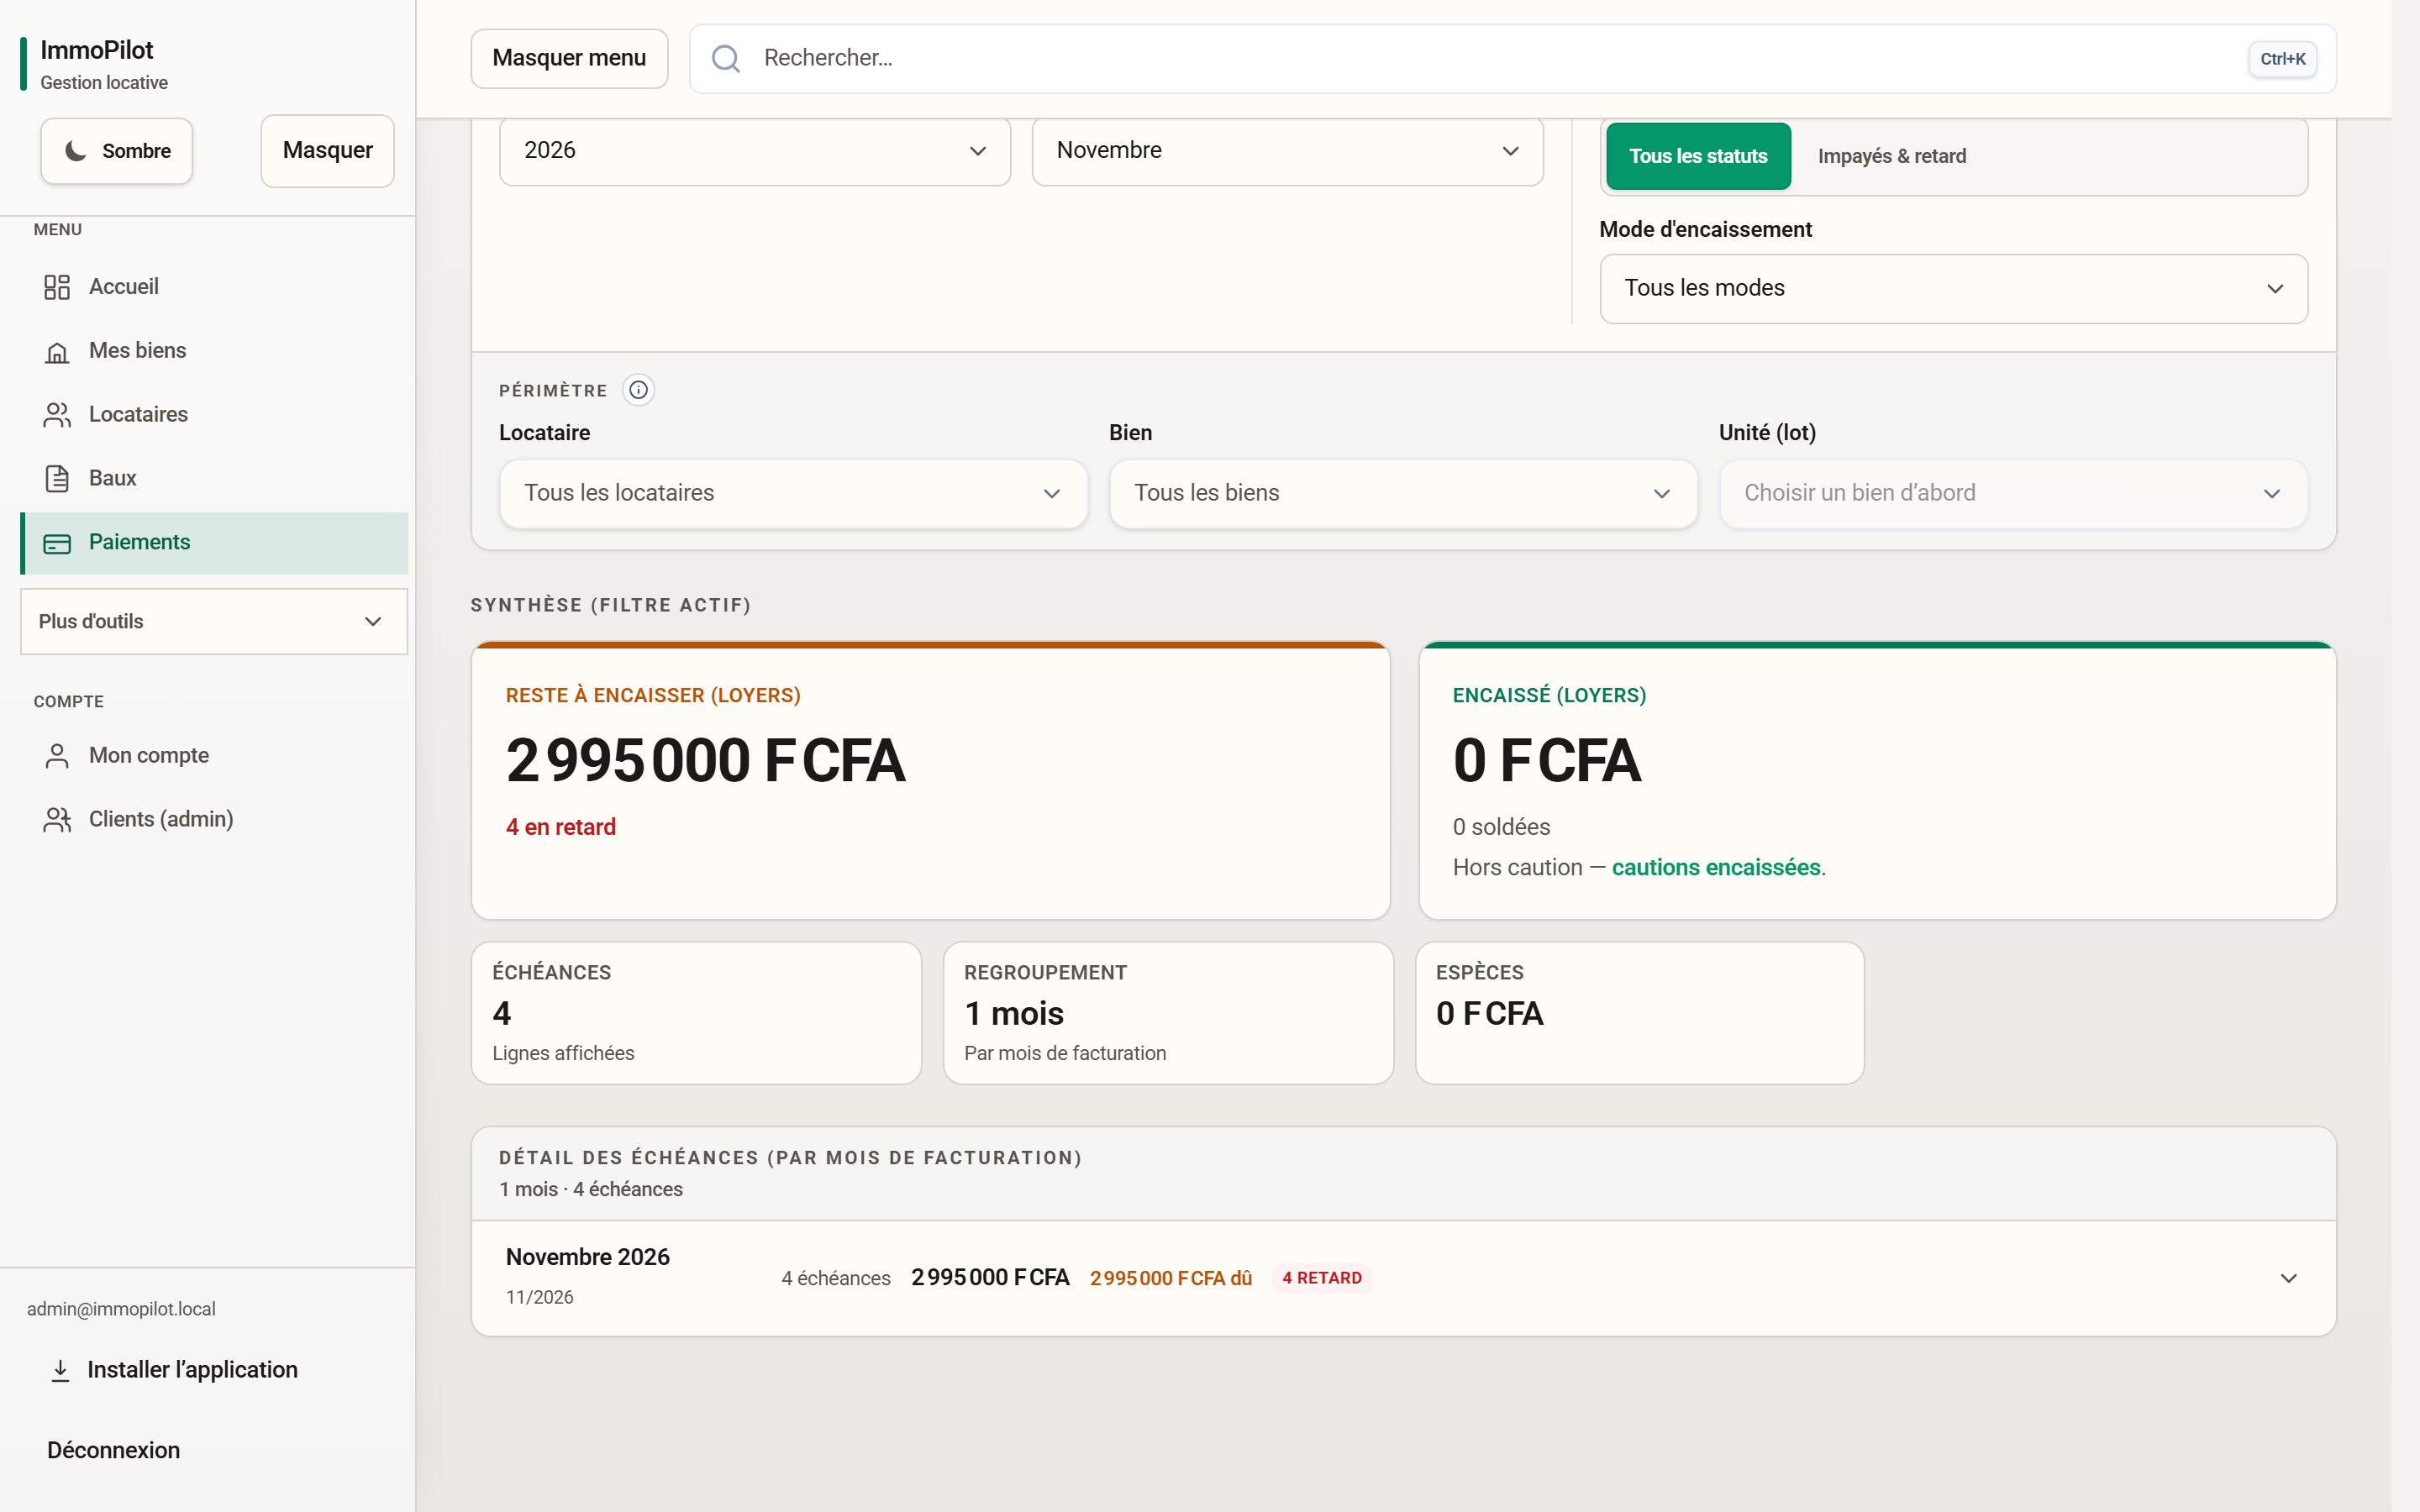 ImmoPilot
Gestion locative
Sombre
Masquer
MENU
Accueil
Mes biens
Locataires
Baux
Paiements
Plus d'outils
COMPTE
Mon compte
Clients (admin)
admin@immopilot.local
Installer l’application
Déconnexion
Masquer menu
Rechercher...
Ctrl+K
2026
Novembre
Tous les statuts
Impayés & retard
Mode d'encaissement
Tous les modes
PÉRIMÈTRE
Locataire
Bien
Unité (lot)
Tous les locataires
Tous les biens
Choisir un bien d’abord
SYNTHÈSE (FILTRE ACTIF)
RESTE À ENCAISSER (LOYERS)
2 995 000 F CFA
4 en retard
ENCAISSÉ (LOYERS)
0 F CFA
0 soldées
Hors caution — cautions encaissées.
ÉCHÉANCES
4
Lignes affichées
REGROUPEMENT
1 mois
Par mois de facturation
ESPÈCES
0 F CFA
DÉTAIL DES ÉCHÉANCES (PAR MOIS DE FACTURATION)
1 mois · 4 échéances
Novembre 2026
11/2026
4 échéances 2 995 000 F CFA 2 995 000 F CFA dû 4 RETARD